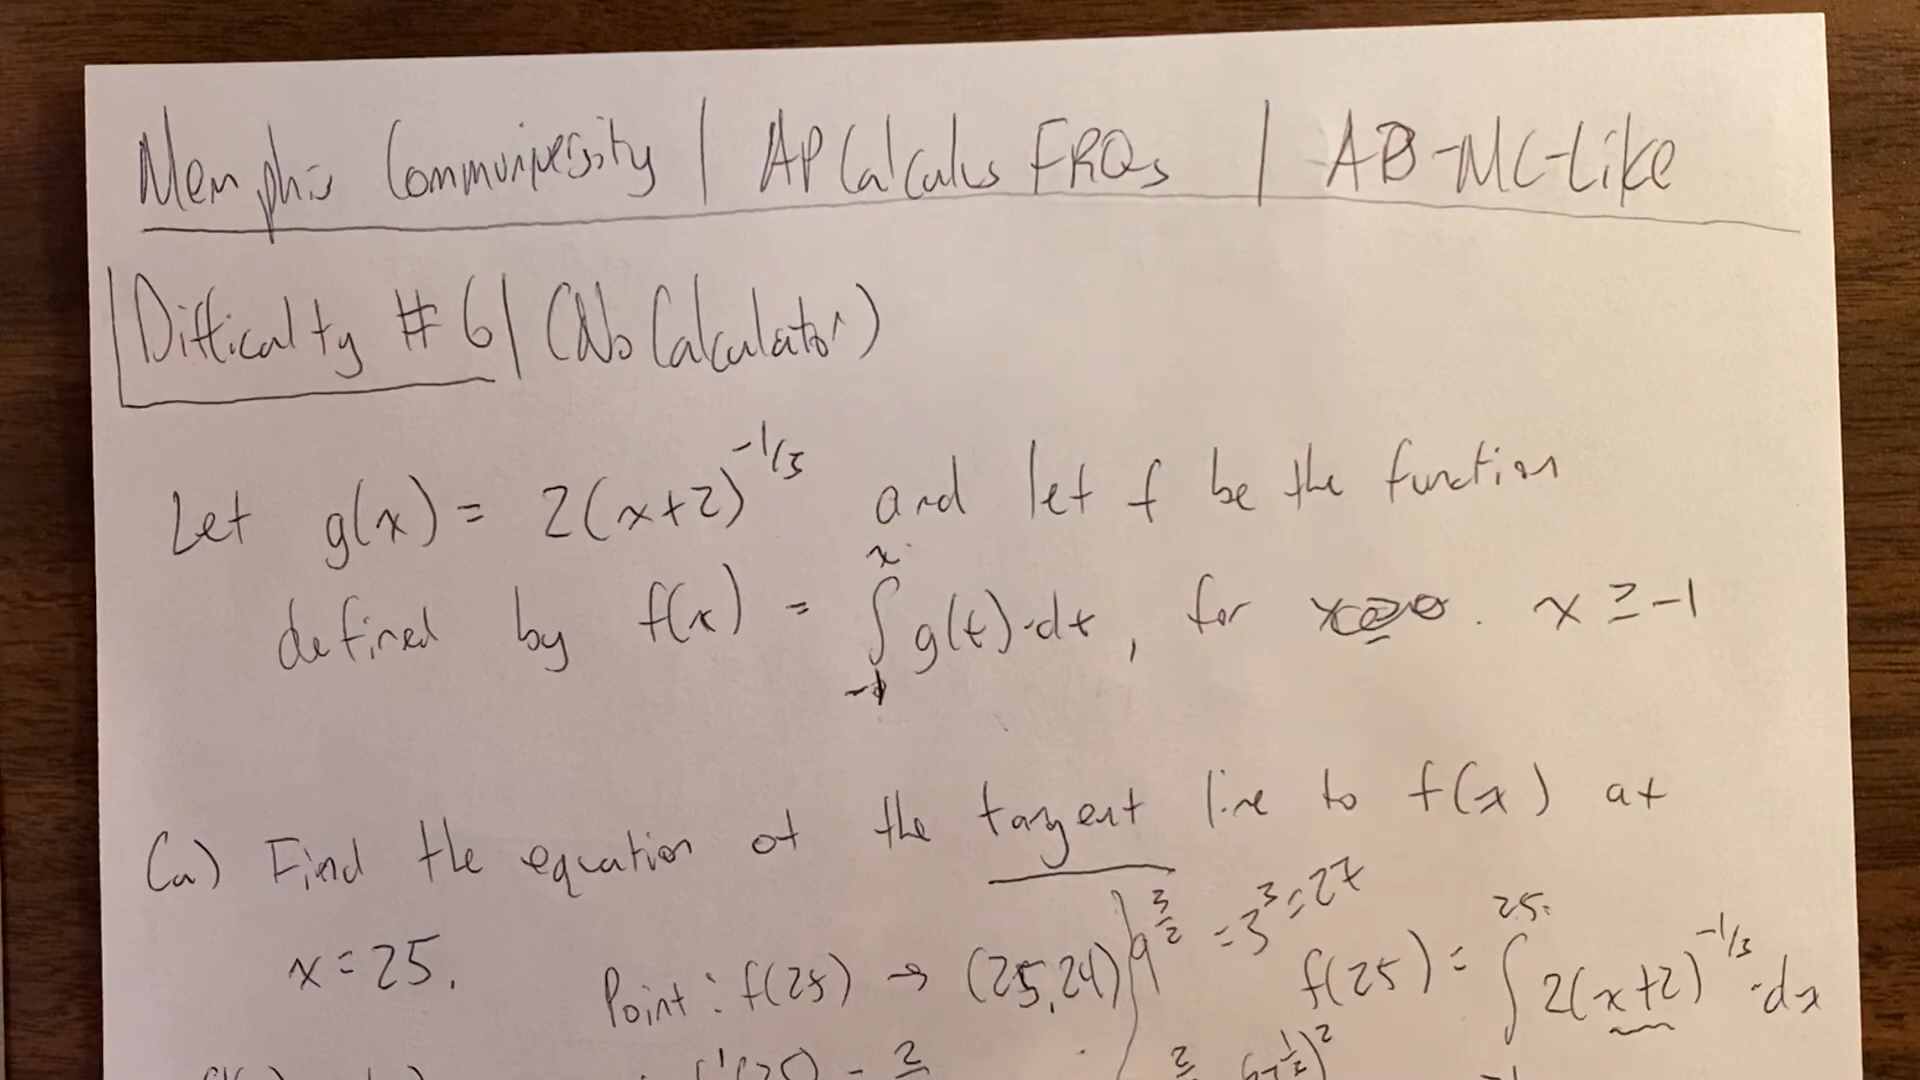 Memphis Communiversity | AP Calculus FRQs | AB-MC-Like
Difficulty #6 | (No Calculator)
Let g(x) = 2(x+2)^{-1/3} and let f be the function
defined by f(x) = ∫_{-1}^{x} g(t)·dt, for x ≥ -1
(a) Find the equation of the tangent line to f(x) at
x=25. Point: f(25) → (25,24) 9^{3/2} = 3^3 = 27 f(25) = ∫^{25} 2(x+2)^{-1/3}·dx